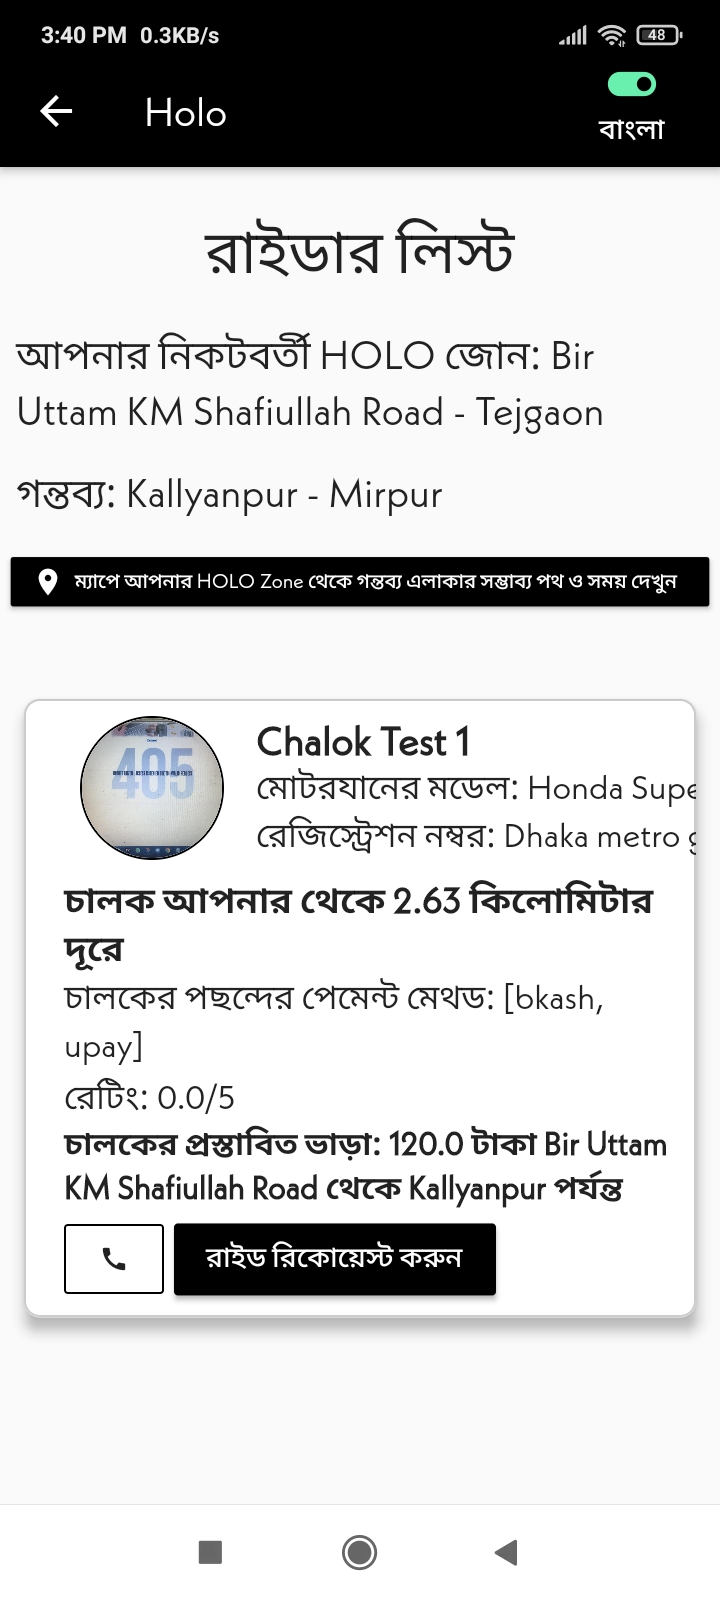 3:40 PM 0.3KB/s
48
Holo
বাংলা
রাইডার লিস্ট
আপনার নিকটবর্তী HOLO জোন: Bir
Uttam KM Shafiullah Road - Tejgaon
গন্তব্য: Kallyanpur - Mirpur
ম্যাপে আপনার HOLO Zone থেকে গন্তব্য এলাকার সম্ভাব্য পথ ও সময় দেখুন
405
Chalok Test 1
মোটরযানের মডেল: Honda Supe
রেজিস্ট্রেশন নম্বর: Dhaka metro g
চালক আপনার থেকে 2.63 কিলোমিটার
দূরে
চালকের পছন্দের পেমেন্ট মেথড: [bkash,
upay]
রেটিং: 0.0/5
চালকের প্রস্তাবিত ভাড়া: 120.0 টাকা Bir Uttam
KM Shafiullah Road থেকে Kallyanpur পর্যন্ত
রাইড রিকোয়েস্ট করুন